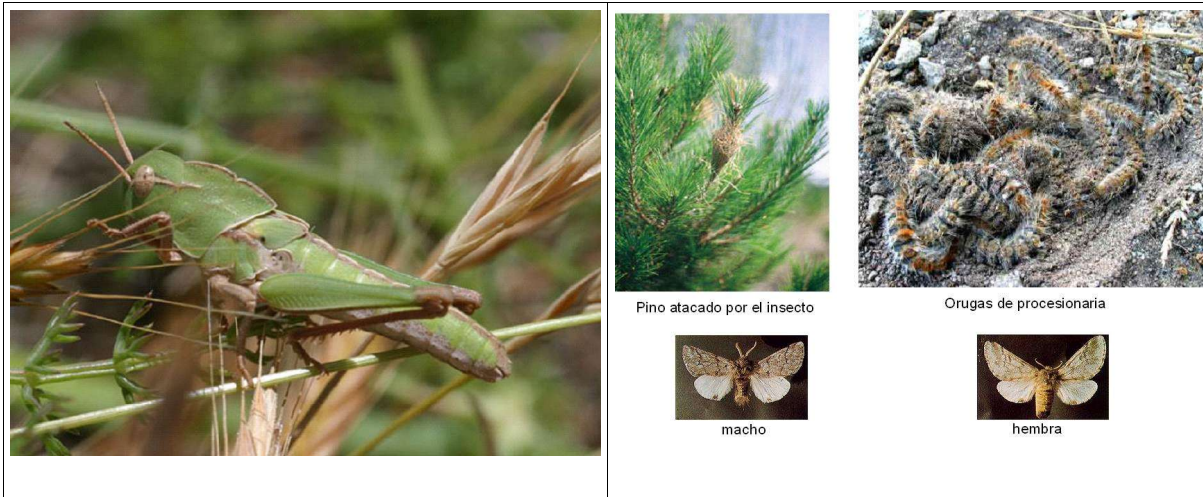 Pino atacado por el insecto
Orugas de procesionaria
macho
hembra